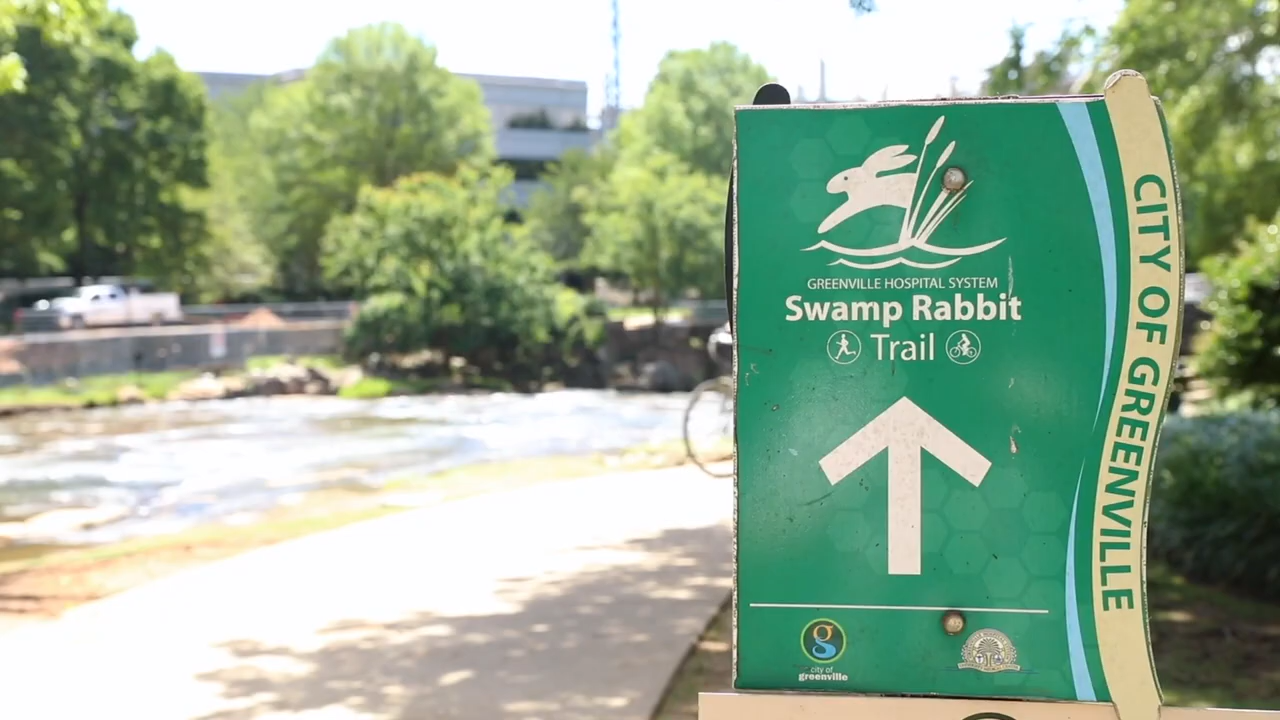 GREENVILLE HOSPITAL SYSTEM
Swamp Rabbit
Trail
CITY OF GREENVILLE
g
city of
greenville